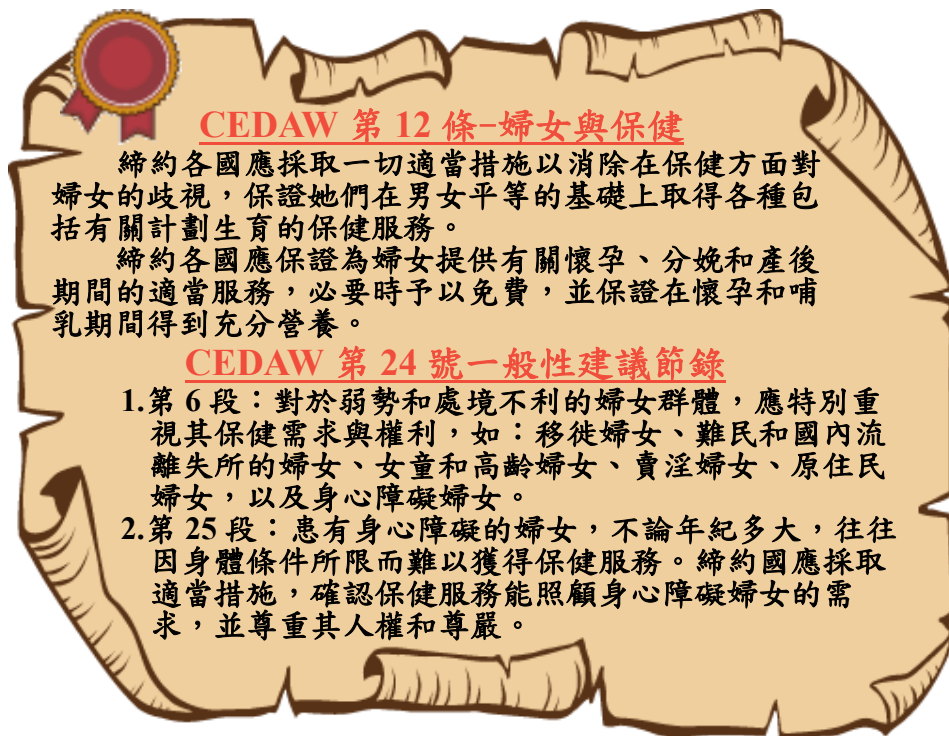 CEDAW 第 12 條-婦女與保健
締約各國應採取一切適當措施以消除在保健方面對
婦女的歧視，保證她們在男女平等的基礎上取得各種包
括有關計劃生育的保健服務。
締約各國應保證為婦女提供有關懷孕、分娩和產後
期間的適當服務，必要時予以免費，並保證在懷孕和哺
乳期間得到充分營養。
CEDAW 第 24 號一般性建議節錄
1.第 6 段：對於弱勢和處境不利的婦女群體，應特別重
視其保健需求與權利，如：移徙婦女、難民和國內流
離失所的婦女、女童和高齡婦女、賣淫婦女、原住民
婦女，以及身心障礙婦女。
2.第 25 段：患有身心障礙的婦女，不論年紀多大，往往
因身體條件所限而難以獲得保健服務。締約國應採取
適當措施，確認保健服務能照顧身心障礙婦女的需
求，並尊重其人權和尊嚴。